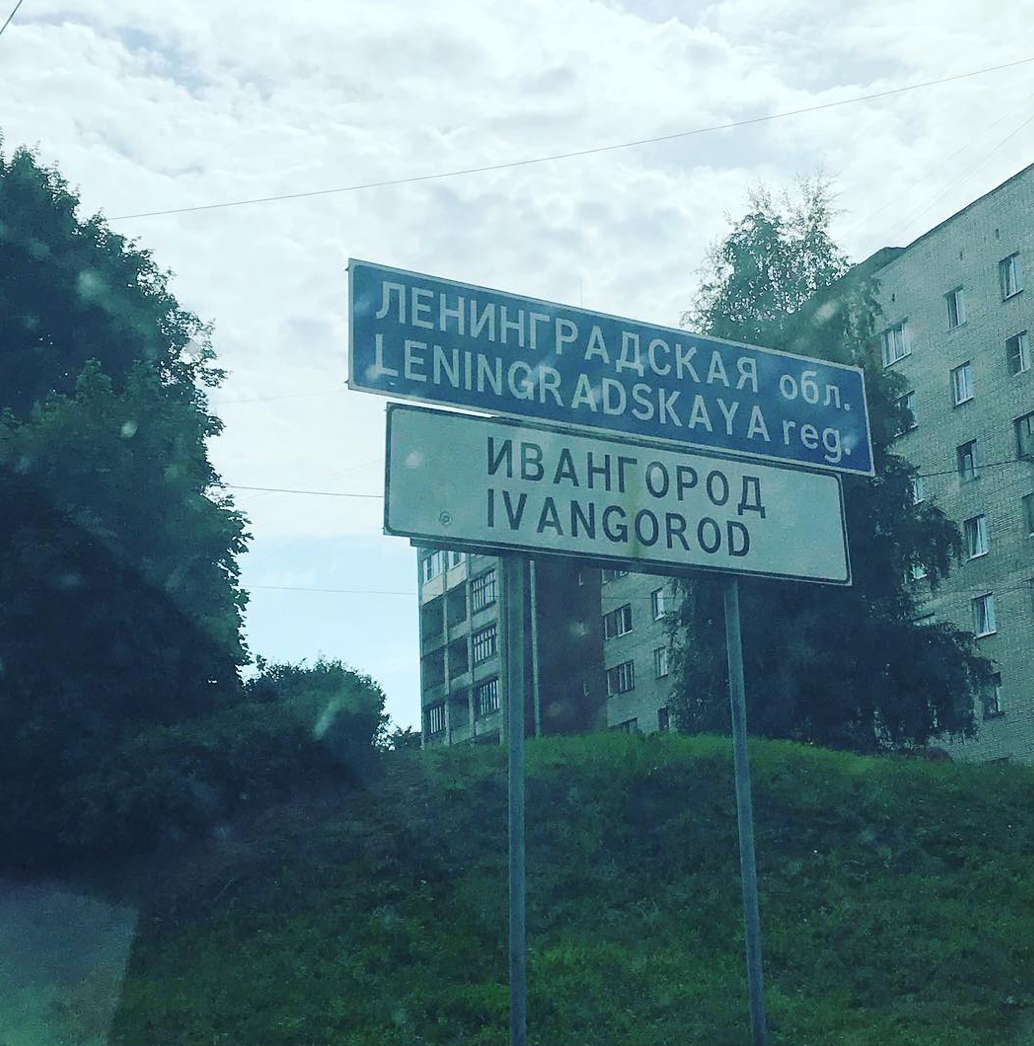 ЛЕНИНГРАДСКАЯ обл.
LENINGRADSKAYA reg.
ИВАНГОРОД
IVANGOROD